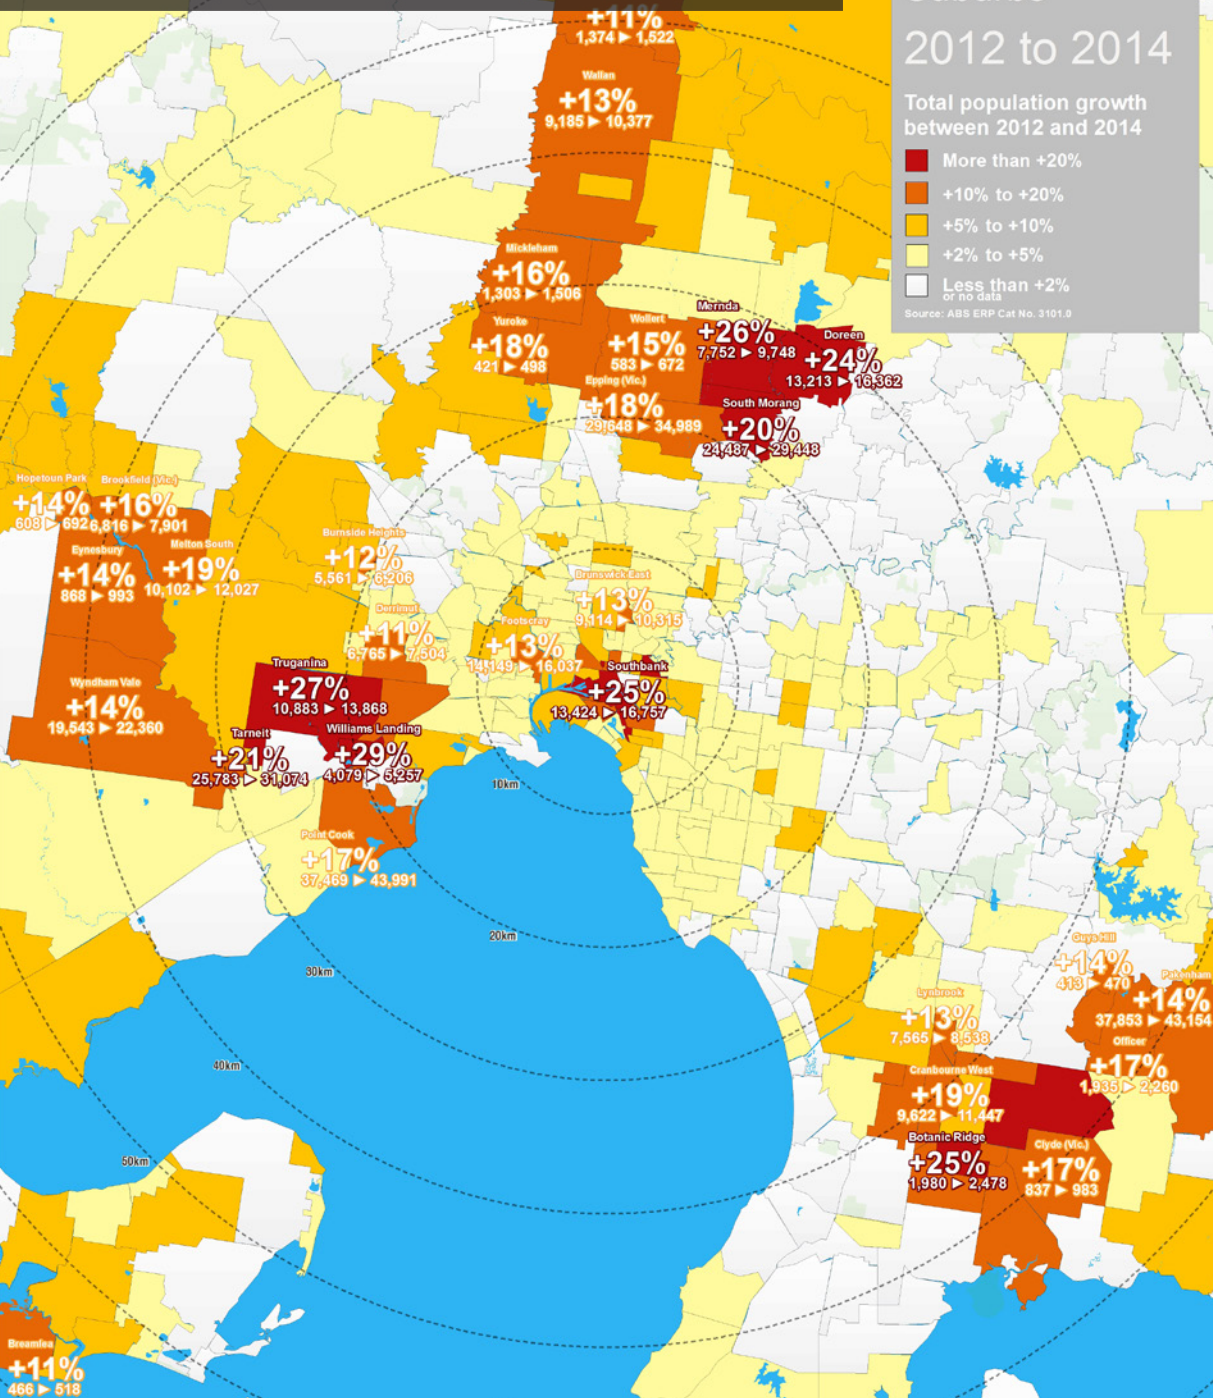 2012 to 2014
Total population growth
between 2012 and 2014
More than +20%
+10% to +20%
+5% to +10%
+2% to +5%
Less than +2%
or no data
Source: ABS ERP Cat No. 3101.0
+11%
1,374 ► 1,522
Wallan
+13%
9,185 ► 10,377
Mickleham
+16%
1,303 ► 1,506
Yuroke
+18%
421 ► 498
Wollert
+15%
583 ► 672
Mernda
+26%
7,752 ► 9,748
Doreen
+24%
13,213 ► 16,362
Epping (Vic.)
+18%
29,648 ► 34,989
South Morang
+20%
24,487 ► 29,448
Hopetoun Park
+14%
608 ► 692
Brookfield (Vic.)
+16%
6,816 ► 7,901
Eynesbury
+14%
868 ► 993
Melton South
+19%
10,102 ► 12,027
Burnside Heights
+12%
5,561 ► 6,206
Brunswick East
+13%
9,114 ► 10,315
Derrimut
+11%
6,765 ► 7,504
Footscray
+13%
14,149 ► 16,037
Truganina
+27%
10,883 ► 13,868
Southbank
+25%
13,424 ► 16,757
Wyndham Vale
+14%
19,543 ► 22,360
Tarneit
+21%
25,783 ► 31,074
Williams Landing
+29%
4,079 ► 5,257
10km
Point Cook
+17%
37,469 ► 43,991
20km
30km
40km
50km
Guys Hill
+14%
413 ► 470
Pakenham
+14%
37,853 ► 43,154
Lynbrook
+13%
7,565 ► 8,538
Officer
+17%
1,935 ► 2,260
Cranbourne West
+19%
9,622 ► 11,447
Botanic Ridge
+25%
1,980 ► 2,478
Clyde (Vic.)
+17%
837 ► 983
Breamlea
+11%
466 ► 518